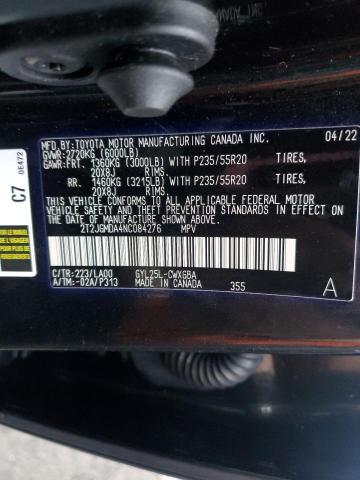 MFD.BY:TOYOTA MOTOR MANUFACTURING CANADA INC. 04/22
GVWR:2720KG (6000LB)
GAWR:FRT. 1360KG (3000LB) WITH P235/55R20 TIRES,
20X8J RIMS.
RR. 1460KG (3215LB) WITH P235/55R20 TIRES,
20X8J RIMS.
THIS VEHICLE CONFORMS TO ALL APPLICABLE FEDERAL MOTOR
VEHICLE SAFETY STANDARDS IN EFFECT ON THE DATE OF
MANUFACTURE SHOWN ABOVE.
2T2JGMDA4NC084276 MPV
C/TR:223/LA00 GYL25L-CWXGBA
A/TM:-02A/P313 MADE IN CANADA 355
A
C7
0E472